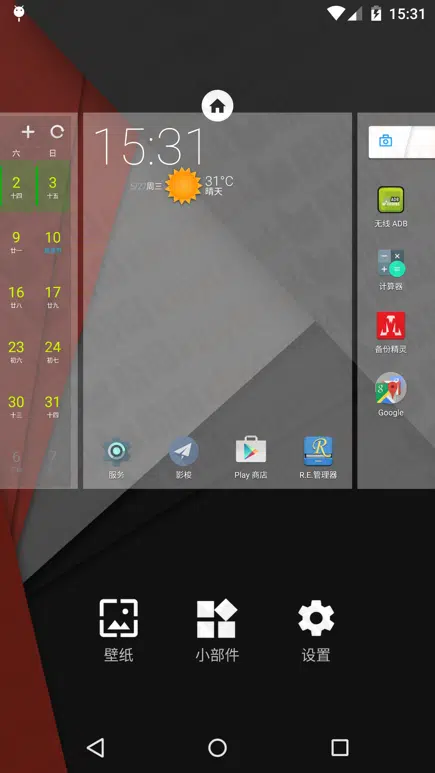 15:31
六 日
2 3
十四 十五
9 10
廿一
16 17
廿八 廿九
23 24
初六 初七
30 31
十三 十四
15:31
5/27周三
31°C
晴天
服务 影梭 Play 商店 R.E.管理器
无线 ADB
计算器
备份精灵
Google
壁纸 小部件 设置